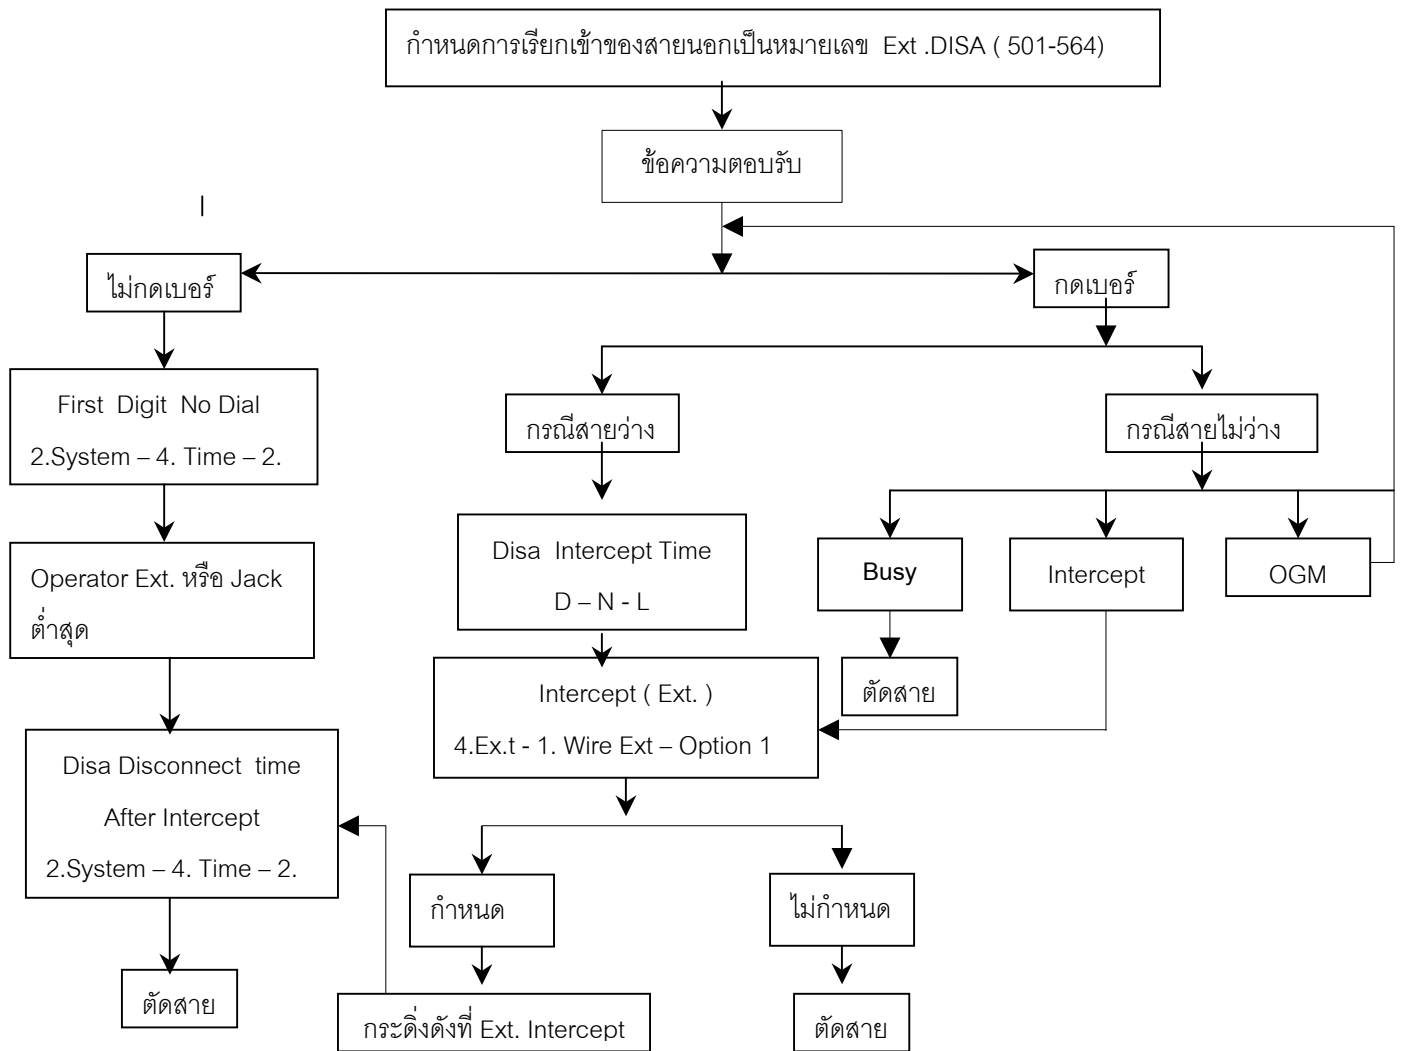 กำหนดการเรียกเข้าของสายนอกเป็นหมายเลข Ext .DISA ( 501-564)
ข้อความตอบรับ
ไม่กดเบอร์
กดเบอร์
First Digit No Dial
2.System – 4. Time – 2.
กรณีสายว่าง
กรณีสายไม่ว่าง
Operator Ext. หรือ Jack
ต่ำสุด
Disa Intercept Time
D – N - L
Busy
Intercept
OGM
ตัดสาย
Intercept ( Ext. )
4.Ex.t - 1. Wire Ext – Option 1
Disa Disconnect time
After Intercept
2.System – 4. Time – 2.
กำหนด
ไม่กำหนด
ตัดสาย
กระดิ่งดังที่ Ext. Intercept
ตัดสาย